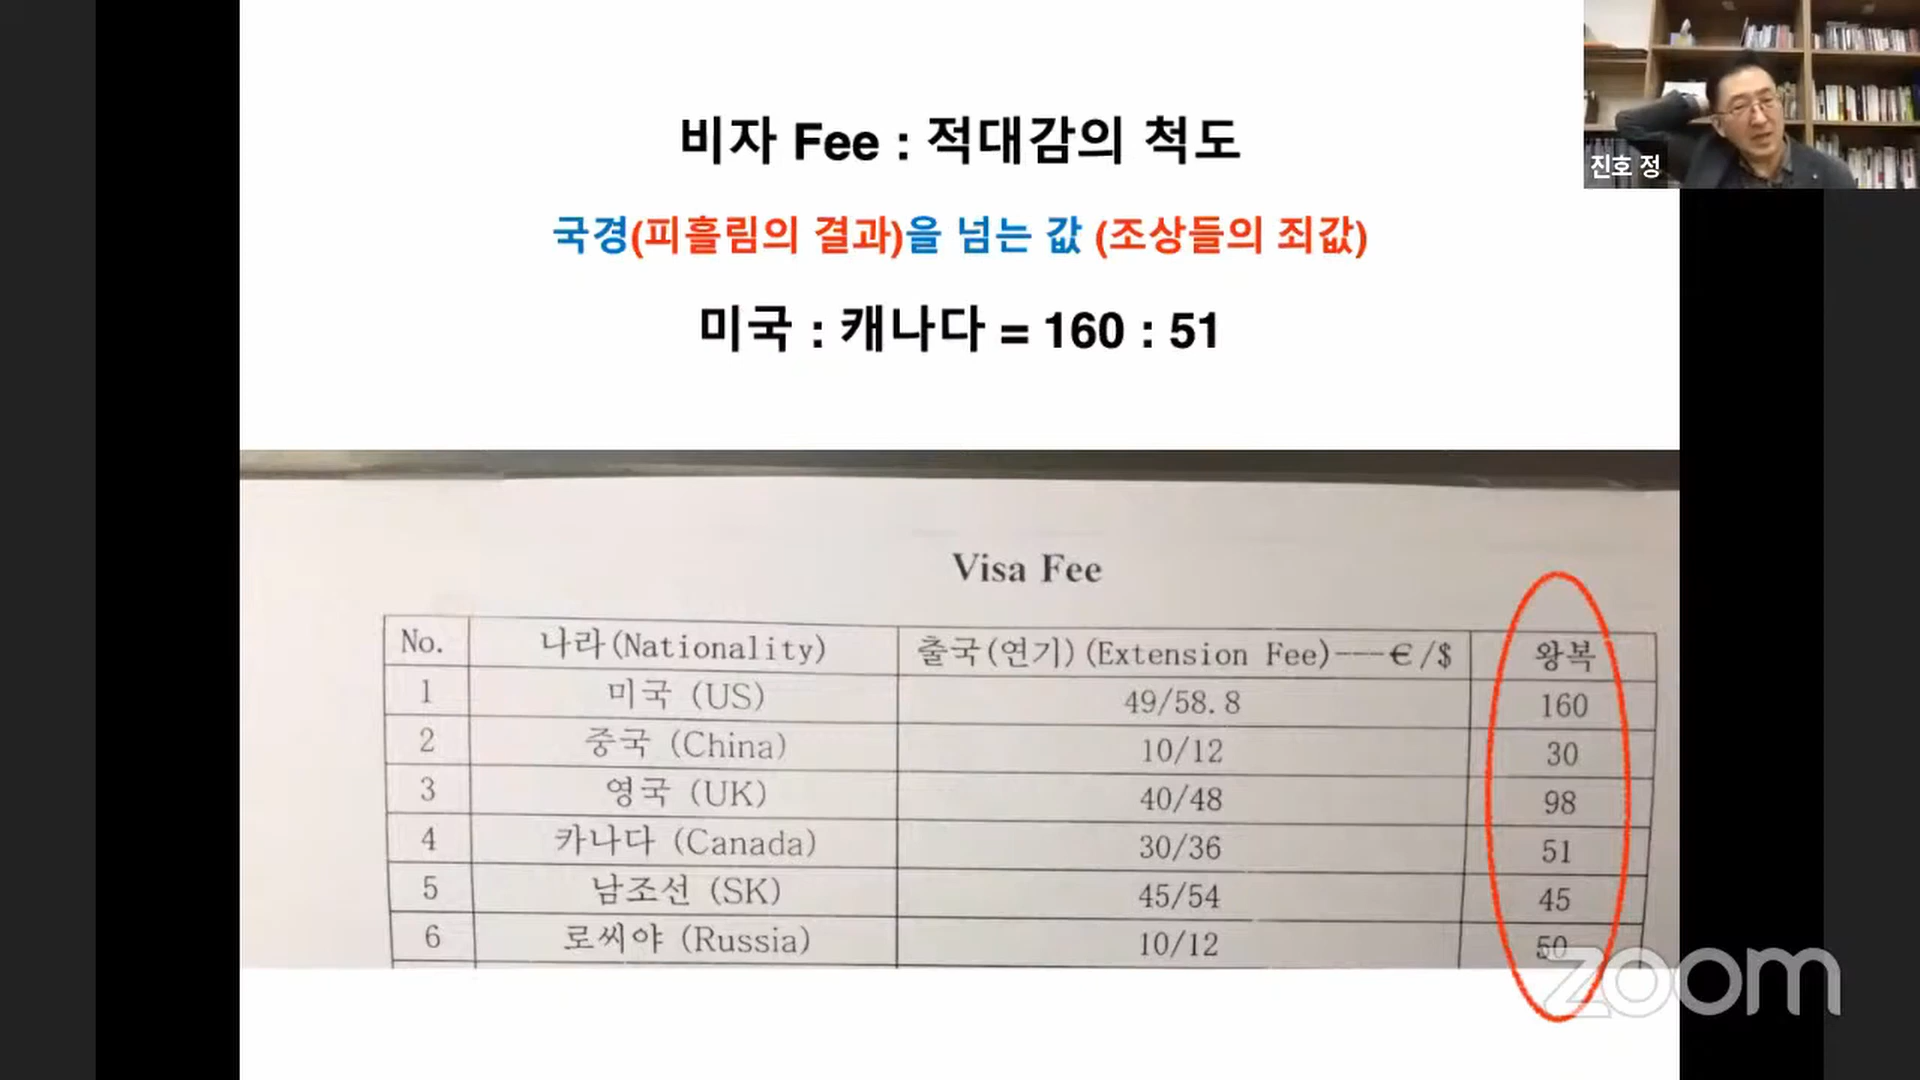 비자 Fee : 적대감의 척도
국경(피흘림의 결과)을 넘는 값 (조상들의 죄값)
미국 : 캐나다 = 160 : 51
진호 정
Visa Fee
No. 나라(Nationality) 출국(연기)(Extension Fee)---€/$ 왕복
1 미국 (US) 49/58.8 160
2 중국 (China) 10/12 30
3 영국 (UK) 40/48 98
4 카나다 (Canada) 30/36 51
5 남조선 (SK) 45/54 45
6 로씨야 (Russia) 10/12 50
zoom